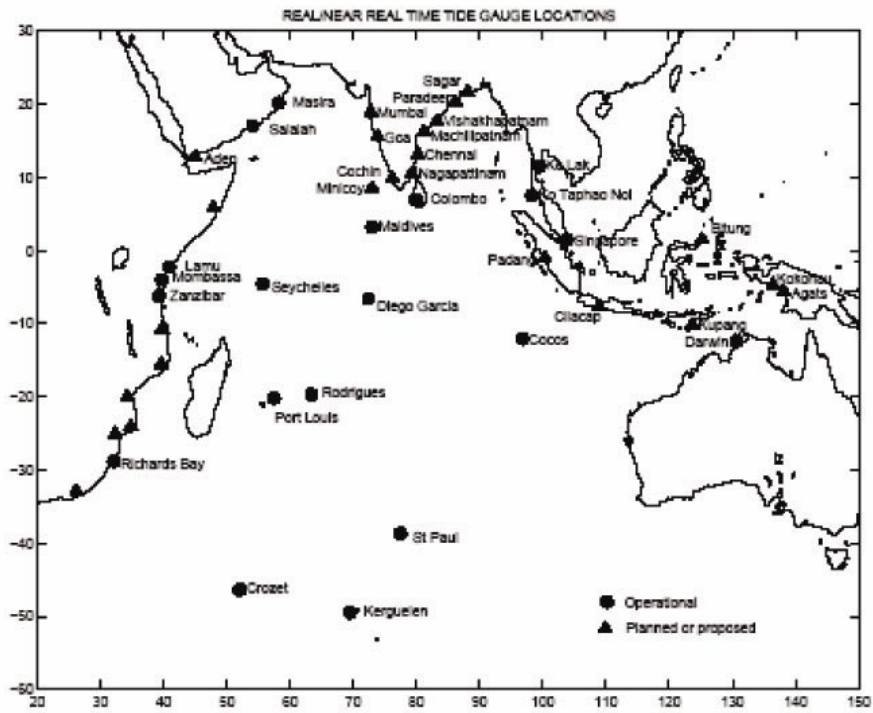 REAL/NEAR REAL TIME TIDE GAUGE LOCATIONS
30
20
10
0
-10
-20
-30
-40
-50
-60
Sagar
Paradeep
Masira
Mumbai
Vishakhapatnam
Salalah
Goa
Machilipatnam
Aden
Chennai
Ko Lak
Cochin
Nagapattinam
Minicoy
Colombo
Ko Taphao Noi
Maldives
Bitung
Singapore
Padang
Lamu
Mombassa
Seychelles
Kokonau
Zanzibar
Agats
Diego Garcia
Cilacap
Kupang
Cocos
Darwin
Rodrigues
Port Louis
Richards Bay
St Paul
Crozet
Kerguelen
Operational
Planned or proposed
20 30 40 50 60 70 80 90 100 110 120 130 140 150